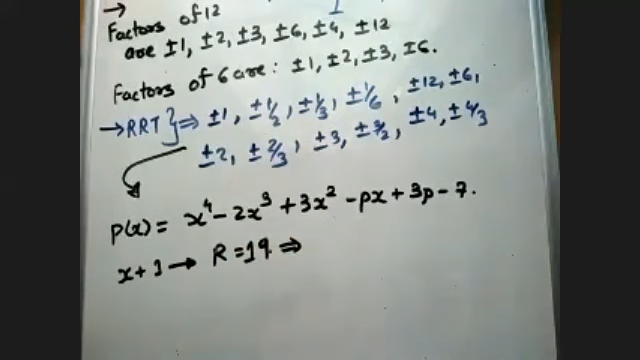 →
Factors of 12
are ±1, ±2, ±3, ±6, ±4, ±12
Factors of 6 are: ±1, ±2, ±3, ±6.
→RRT}⇒ ±1, ±1/2, ±1/3, ±1/6, ±12, ±6,
±2, ±2/3, ±3, ±3/2, ±4, ±4/3
p(x) = x⁴ - 2x³ + 3x² - px + 3p - 7.
x+1 → R = 19 ⇒